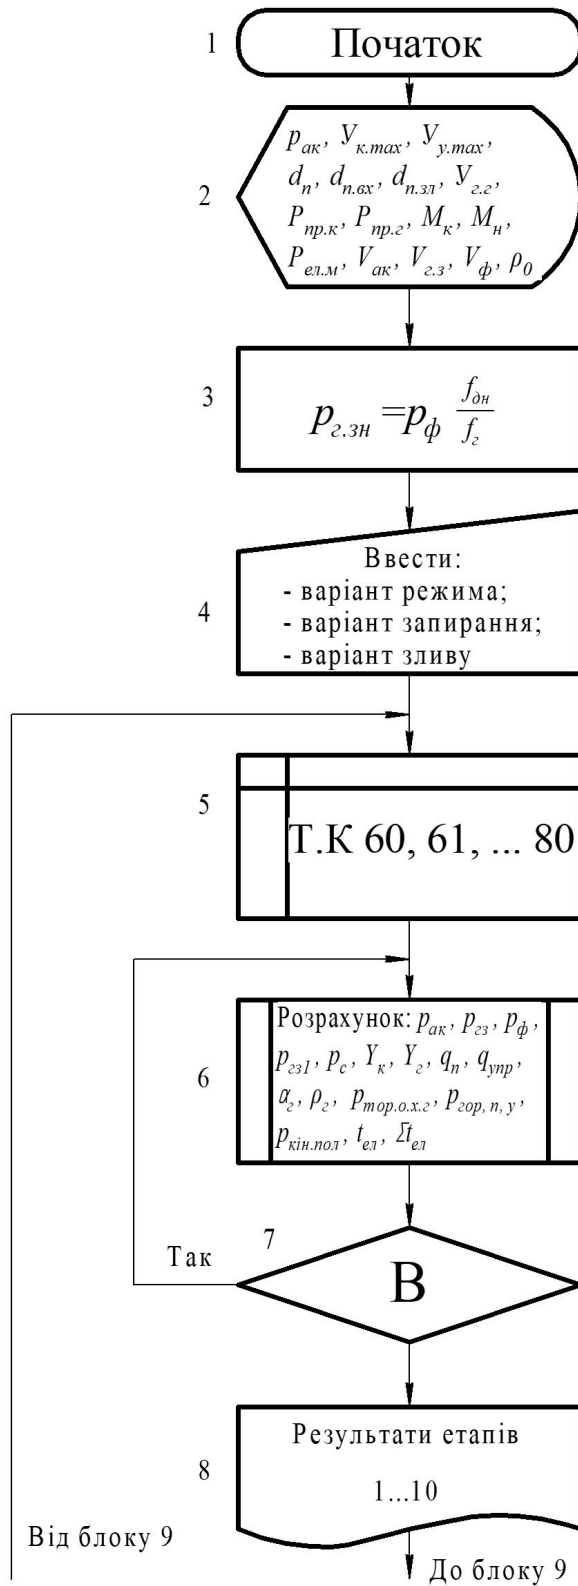 1
Початок
2
p_ак, У_к.max, У_у.max,
d_п, d_п.вх, d_п.зл, У_г.г,
P_пр.к, P_пр.г, M_к, M_н,
P_ел.м, V_ак, V_г.з, V_ф, ρ_0
3
p_г.зн = p_ф f_дн / f_г
4
Ввести:
- варіант режима;
- варіант запирання;
- варіант зливу
5
Т.К 60, 61, ... 80
6
Розрахунок: p_ак, p_гз, p_ф,
p_гз1, p_с, Y_к, Y_г, q_п, q_упр,
α_г, ρ_г, p_тор.о.х.г, p_гор, п, у
p_кін.пол, t_ел, Σt_ел
7
Так
В
8
Результати етапів
1...10
Від блоку 9
До блоку 9